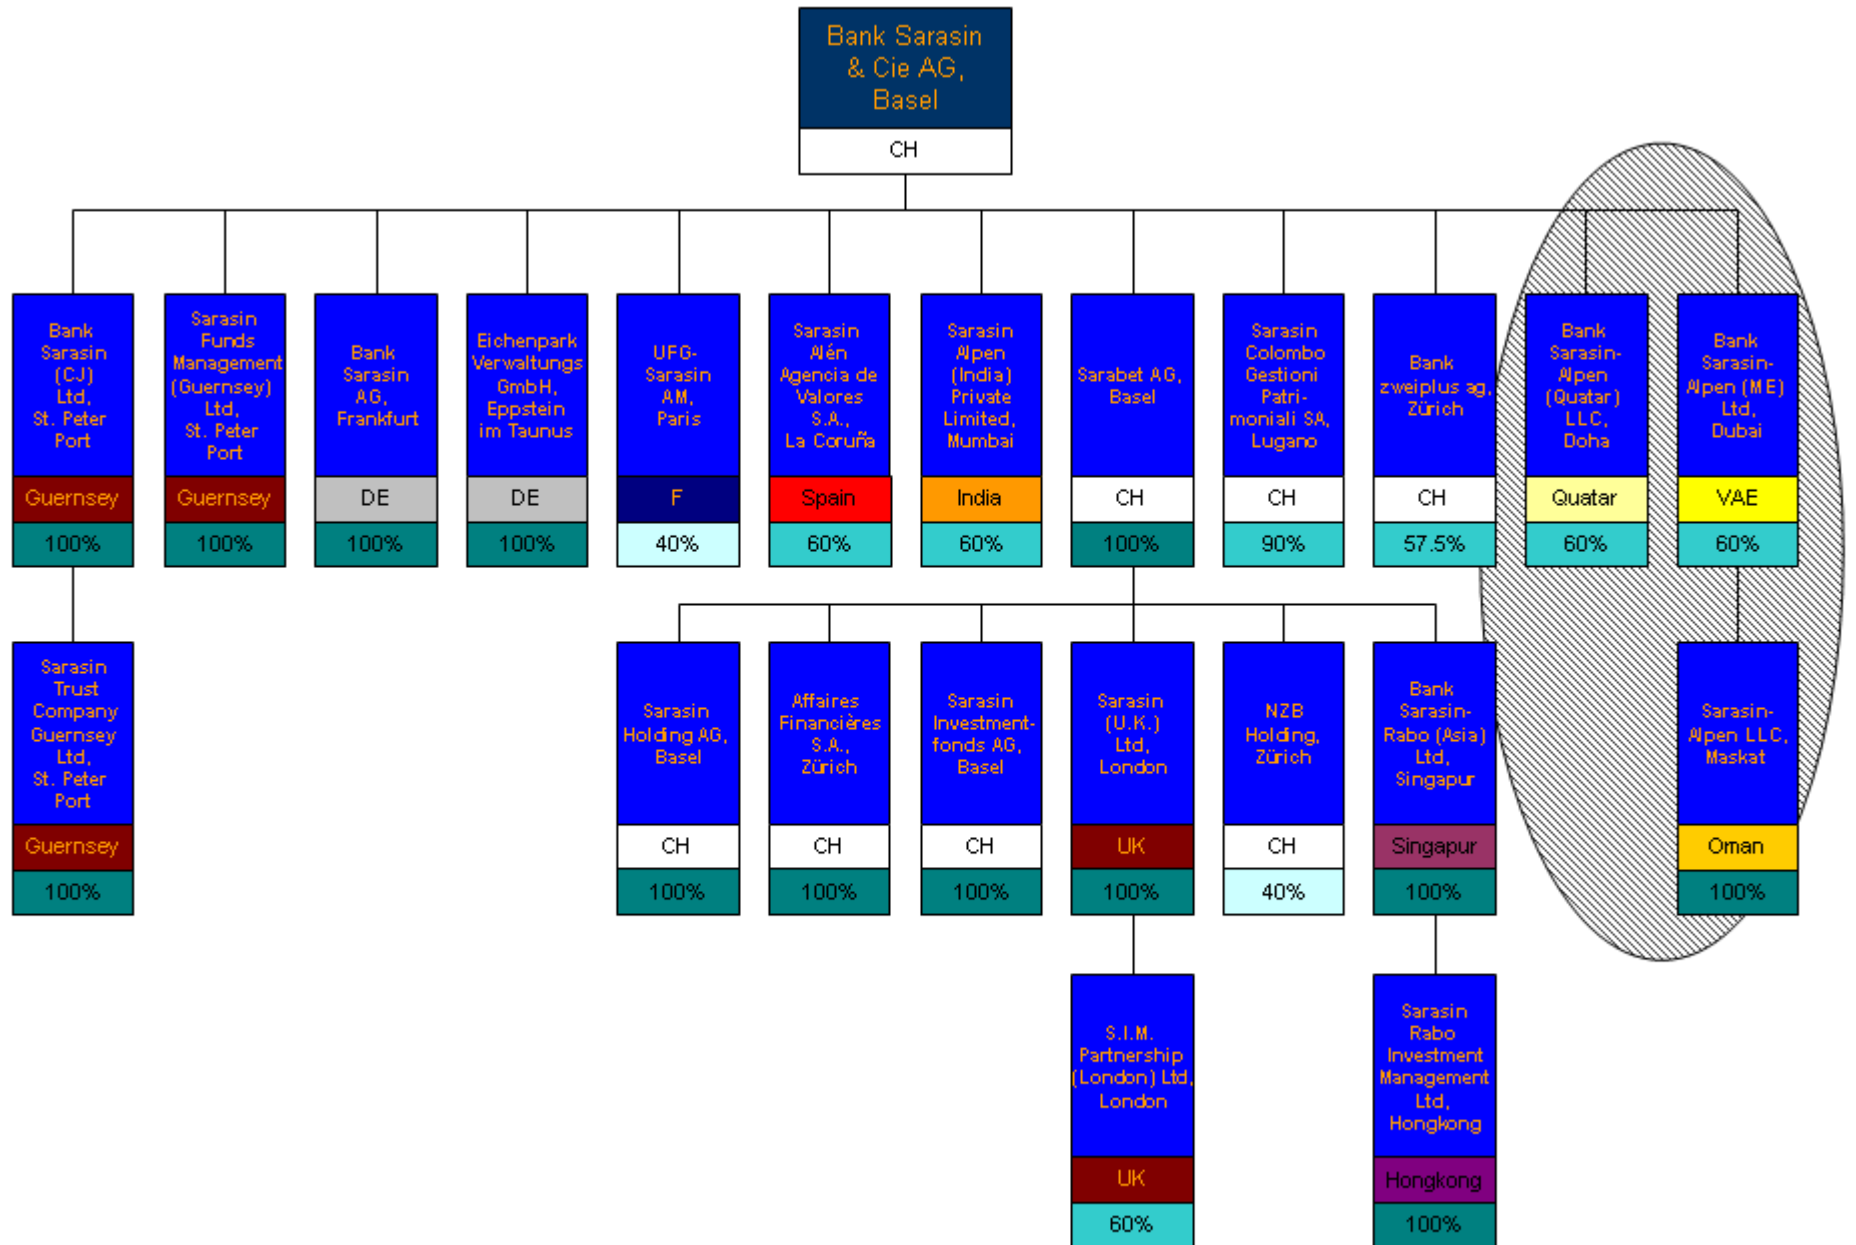 Bank Sarasin
& Cie AG,
Basel
CH
Bank
Sarasin
(CJ)
Ltd,
St. Peter
Port
Guernsey
100%
Sarasin
Funds
Management
(Guernsey)
Ltd,
St. Peter
Port
Guernsey
100%
Bank
Sarasin
AG,
Frankfurt
DE
100%
Eichenpark
Verwaltungs
GmbH,
Eppstein
im Taunus
DE
100%
UFG-
Sarasin
AM,
Paris
F
40%
Sarasin
Alén
Agencia de
Valores
S.A.,
La Coruña
Spain
60%
Sarasin
Alpen
(India)
Private
Limited,
Mumbai
India
60%
Sarabet AG,
Basel
CH
100%
Sarasin
Colombo
Gestioni
Patri-
moniali SA,
Lugano
CH
90%
Bank
zweiplus ag,
Zürich
CH
57.5%
Bank
Sarasin-
Alpen
(Quatar)
LLC,
Doha
Quatar
60%
Bank
Sarasin-
Alpen (ME)
Ltd,
Dubai
VAE
60%
Sarasin
Trust
Company
Guernsey
Ltd,
St. Peter
Port
Guernsey
100%
Sarasin
Holding AG,
Basel
CH
100%
Affaires
Financières
S.A.,
Zürich
CH
100%
Sarasin
Investment-
fonds AG,
Basel
CH
100%
Sarasin
(U.K.)
Ltd,
London
UK
100%
NZB
Holding,
Zürich
CH
40%
Bank
Sarasin-
Rabo (Asia)
Ltd,
Singapur
Singapur
100%
Sarasin-
Alpen LLC,
Maskat
Oman
100%
S.I.M.
Partnership
(London) Ltd,
London
UK
60%
Sarasin
Rabo
Investment
Management
Ltd,
Hongkong
Hongkong
100%